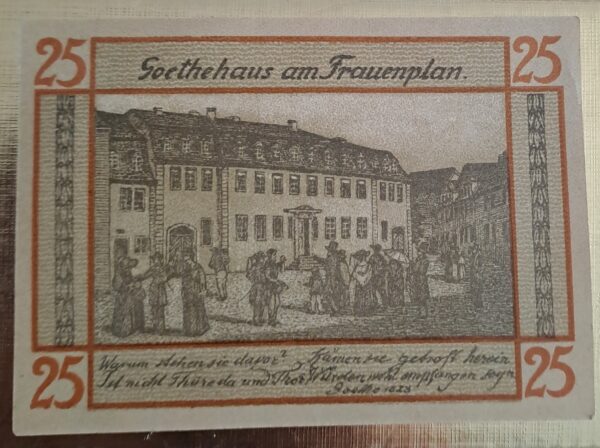 25 Goethehaus am Frauenplan. 25
Warum stehen sie davor? Kämen sie getrost herein
Ist nicht Thüre da und Thor? Würden wohl empfangen seyn
Goethe 1828
25 25